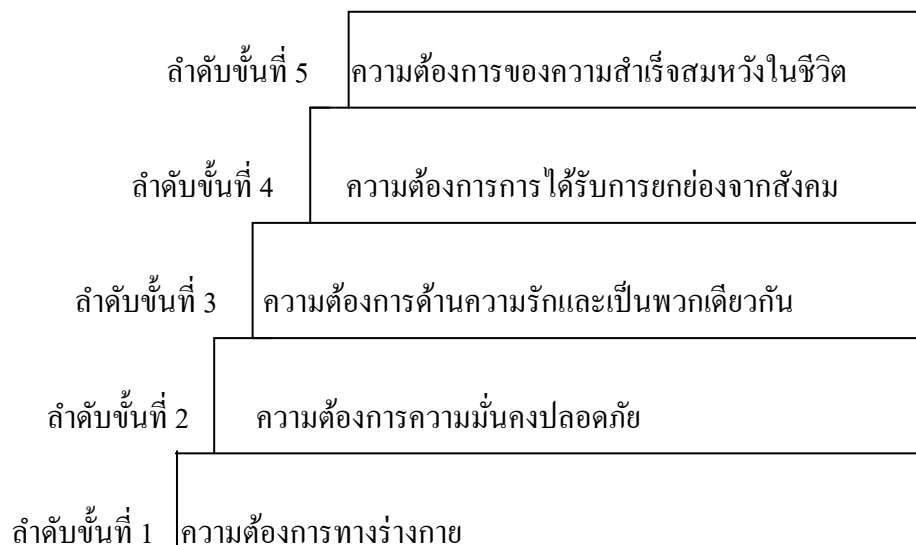 ลำดับขั้นที่ 5 ความต้องการของความสำเร็จสมหวังในชีวิต
ลำดับขั้นที่ 4 ความต้องการการได้รับการยกย่องจากสังคม
ลำดับขั้นที่ 3 ความต้องการด้านความรักและเป็นพวกเดียวกัน
ลำดับขั้นที่ 2 ความต้องการความมั่นคงปลอดภัย
ลำดับขั้นที่ 1 ความต้องการทางร่างกาย